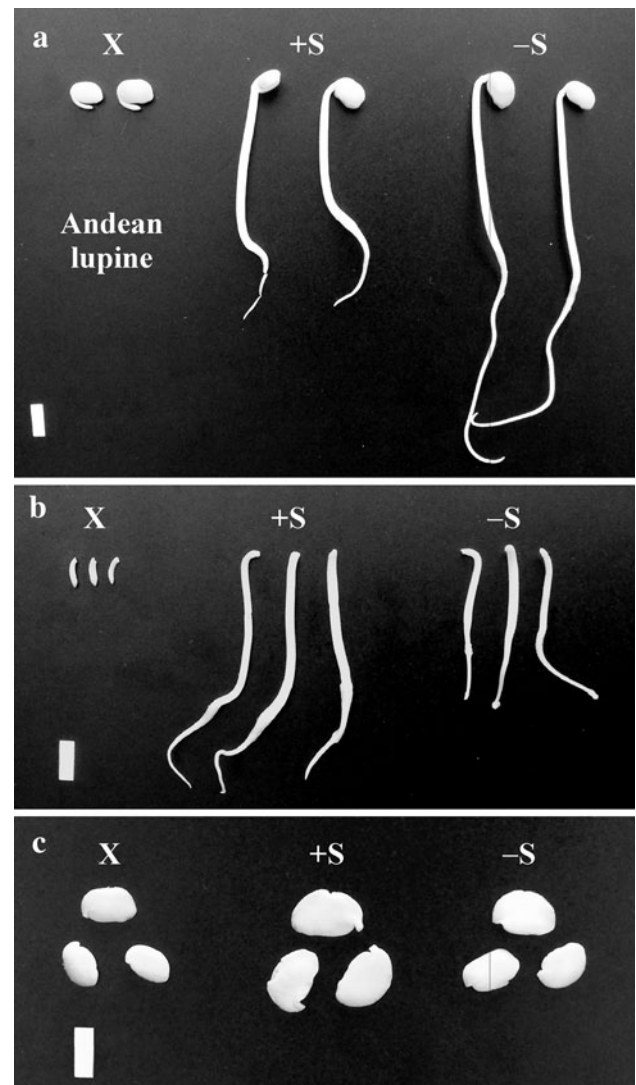 a X +S –S
Andean
lupine
b X +S –S
c X +S –S